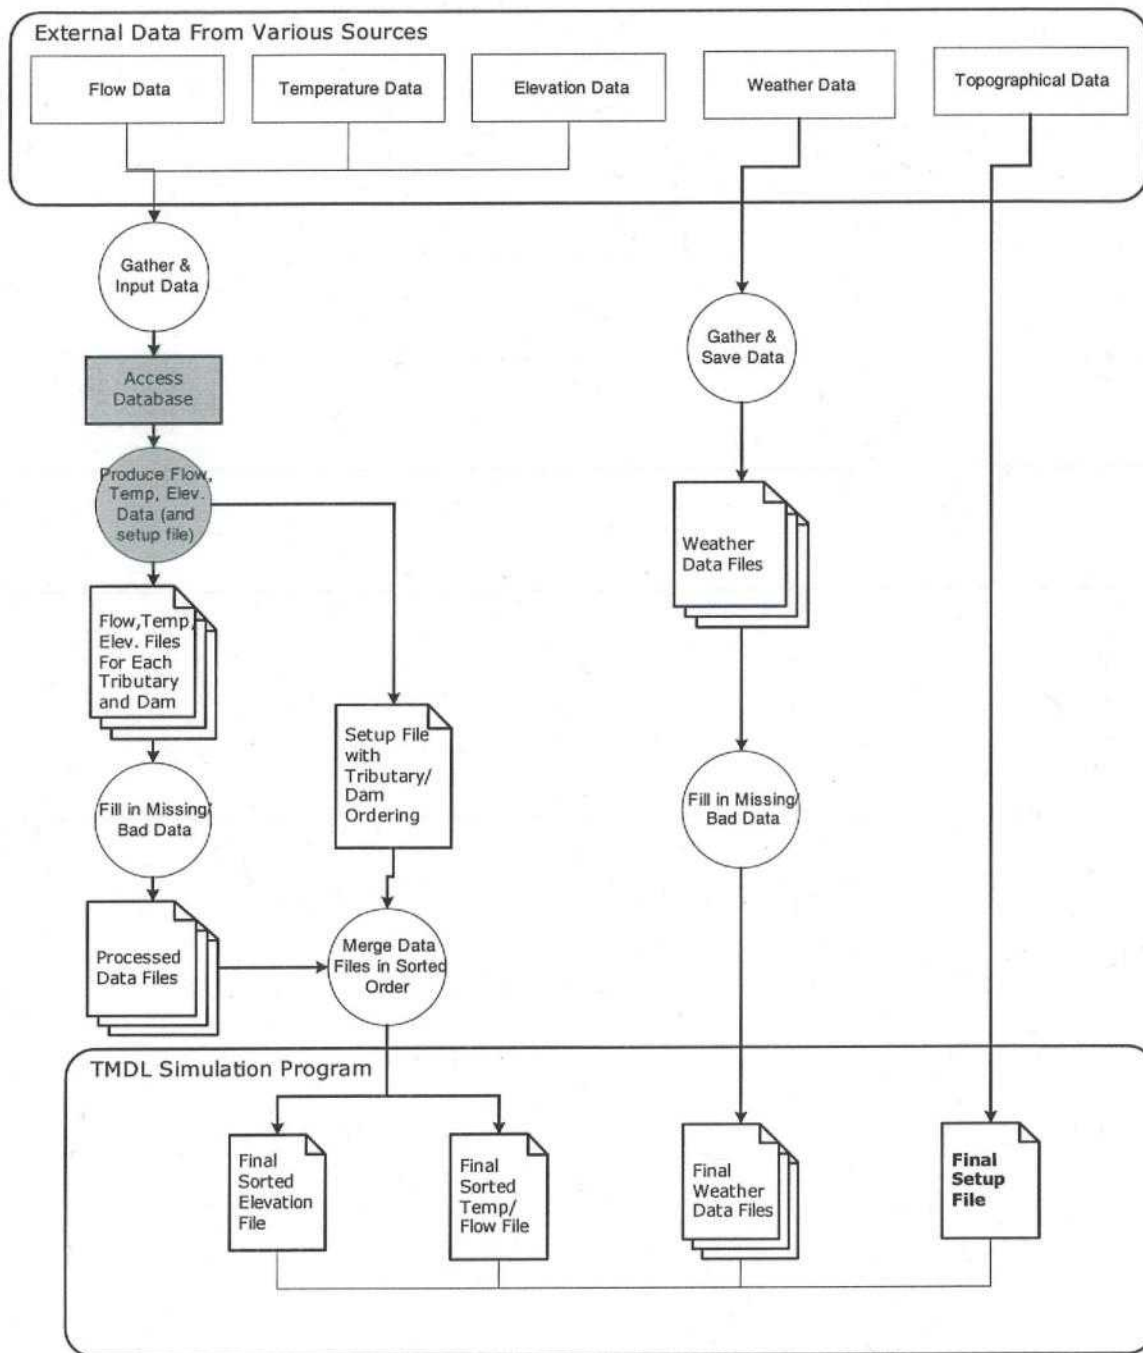 External Data From Various Sources
Flow Data
Temperature Data
Elevation Data
Weather Data
Topographical Data
Gather &
Input Data
Access
Database
Produce Flow,
Temp, Elev.
Data (and
setup file)
Flow,Temp,
Elev. Files
For Each
Tributary
and Dam
Fill in Missing/
Bad Data
Processed
Data Files
Setup File
with
Tributary/
Dam
Ordering
Merge Data
Files in Sorted
Order
Gather &
Save Data
Weather
Data Files
Fill in Missing/
Bad Data
TMDL Simulation Program
Final
Sorted
Elevation
File
Final
Sorted
Temp/
Flow File
Final
Weather
Data Files
Final
Setup
File